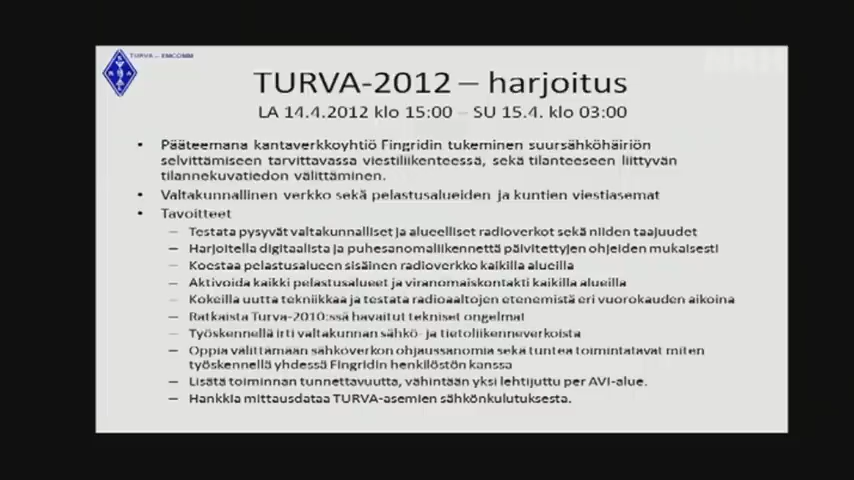 TURVA – EMCOMM
TURVA-2012 – harjoitus
LA 14.4.2012 klo 15:00 – SU 15.4. klo 03:00
• Pääteemana kantaverkkoyhtiö Fingridin tukeminen suursähköhäiriön
selvittämiseen tarvittavassa viestiliikenteessä, sekä tilanteeseen liittyvän
tilannekuvatiedon välittäminen.
• Valtakunnallinen verkko sekä pelastusalueiden ja kuntien viestiasemat
• Tavoitteet
– Testata pysyvät valtakunnalliset ja alueelliset radioverkot sekä niiden taajuudet
– Harjoitella digitaalista ja puhesanomaliikennettä päivitettyjen ohjeiden mukaisesti
– Koestaa pelastusalueen sisäinen radioverkko kaikilla alueilla
– Aktivoida kaikki pelastusalueet ja viranomaiskontakti kaikilla alueilla
– Kokeilla uutta tekniikkaa ja testata radioaaltojen etenemistä eri vuorokauden aikoina
– Ratkaista Turva-2010:ssä havaitut tekniset ongelmat
– Työskennellä irti valtakunnan sähkö- ja tietoliikenneverkoista
– Oppia välittämään sähköverkon ohjaussanomia sekä tuntea toimintatavat miten
työskennellä yhdessä Fingridin henkilöstön kanssa
– Lisätä toiminnan tunnettavuutta, vähintään yksi lehtijuttu per AVI-alue.
– Hankkia mittausdataa TURVA-asemien sähkönkulutuksesta.